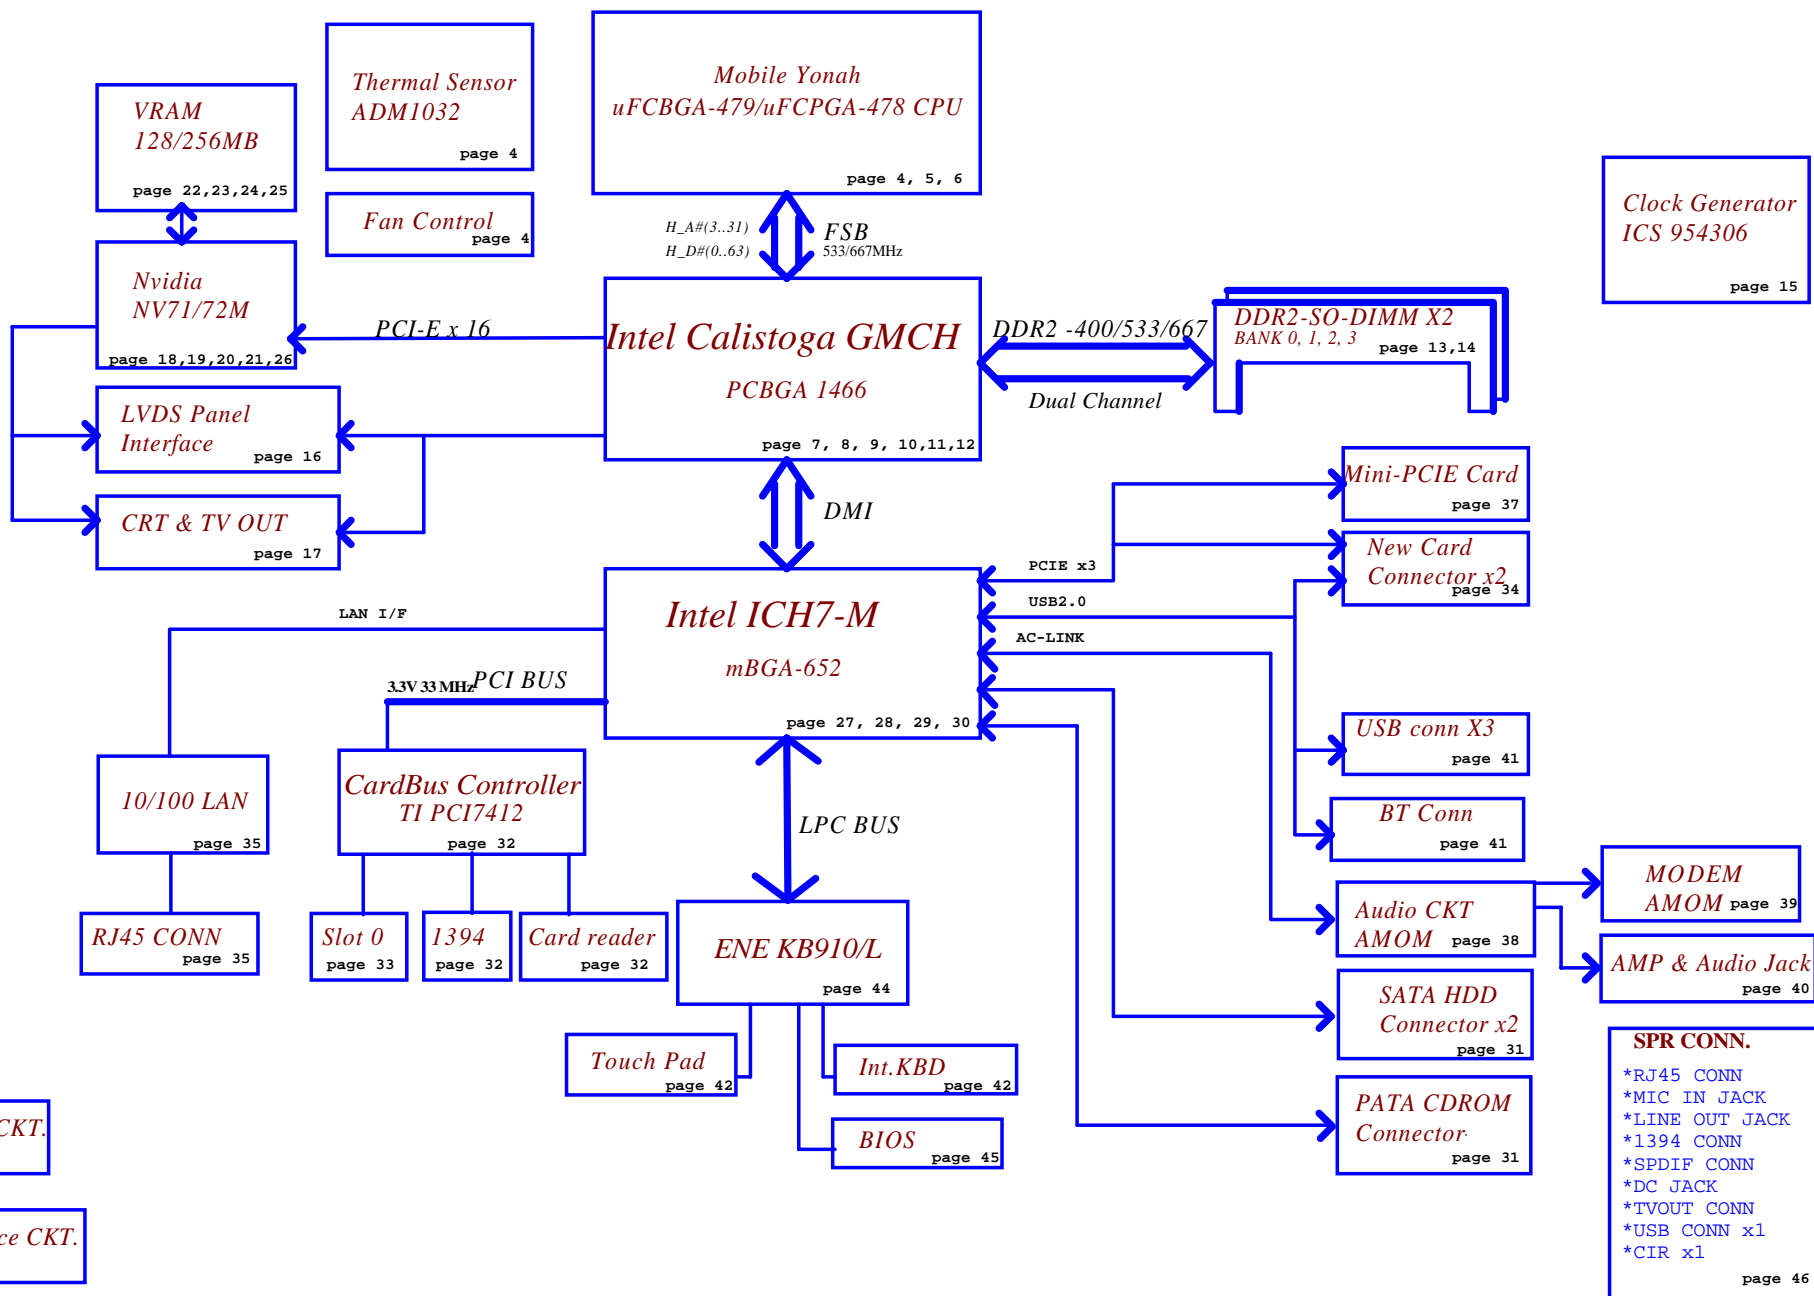 Mobile Yonah
uFCBGA-479/uFCPGA-478 CPU
page 4, 5, 6
Thermal Sensor
ADM1032
page 4
VRAM
128/256MB
page 22,23,24,25
Fan Control
page 4
H_A#(3..31)
H_D#(0..63)
FSB
533/667MHz
Clock Generator
ICS 954306
page 15
Nvidia
NV71/72M
page 18,19,20,21,26
PCI-E x 16
Intel Calistoga GMCH
PCBGA 1466
page 7, 8, 9, 10,11,12
DDR2 -400/533/667
Dual Channel
DDR2-SO-DIMM X2
BANK 0, 1, 2, 3
page 13,14
LVDS Panel
Interface
page 16
CRT & TV OUT
page 17
DMI
Mini-PCIE Card
page 37
New Card
Connector x2
page 34
PCIE x3
USB2.0
AC-LINK
LAN I/F
Intel ICH7-M
mBGA-652
page 27, 28, 29, 30
3.3V 33 MHz
PCI BUS
USB conn X3
page 41
BT Conn
page 41
10/100 LAN
page 35
CardBus Controller
TI PCI7412
page 32
LPC BUS
MODEM
AMOM
page 39
Audio CKT
AMOM
page 38
AMP & Audio Jack
page 40
RJ45 CONN
page 35
Slot 0
page 33
1394
page 32
Card reader
page 32
ENE KB910/L
page 44
SATA HDD
Connector x2
page 31
Touch Pad
page 42
Int.KBD
page 42
BIOS
page 45
PATA CDROM
Connector
page 31
SPR CONN.
*RJ45 CONN
*MIC IN JACK
*LINE OUT JACK
*1394 CONN
*SPDIF CONN
*DC JACK
*TVOUT CONN
*USB CONN x1
*CIR x1
page 46
CKT.
ce CKT.